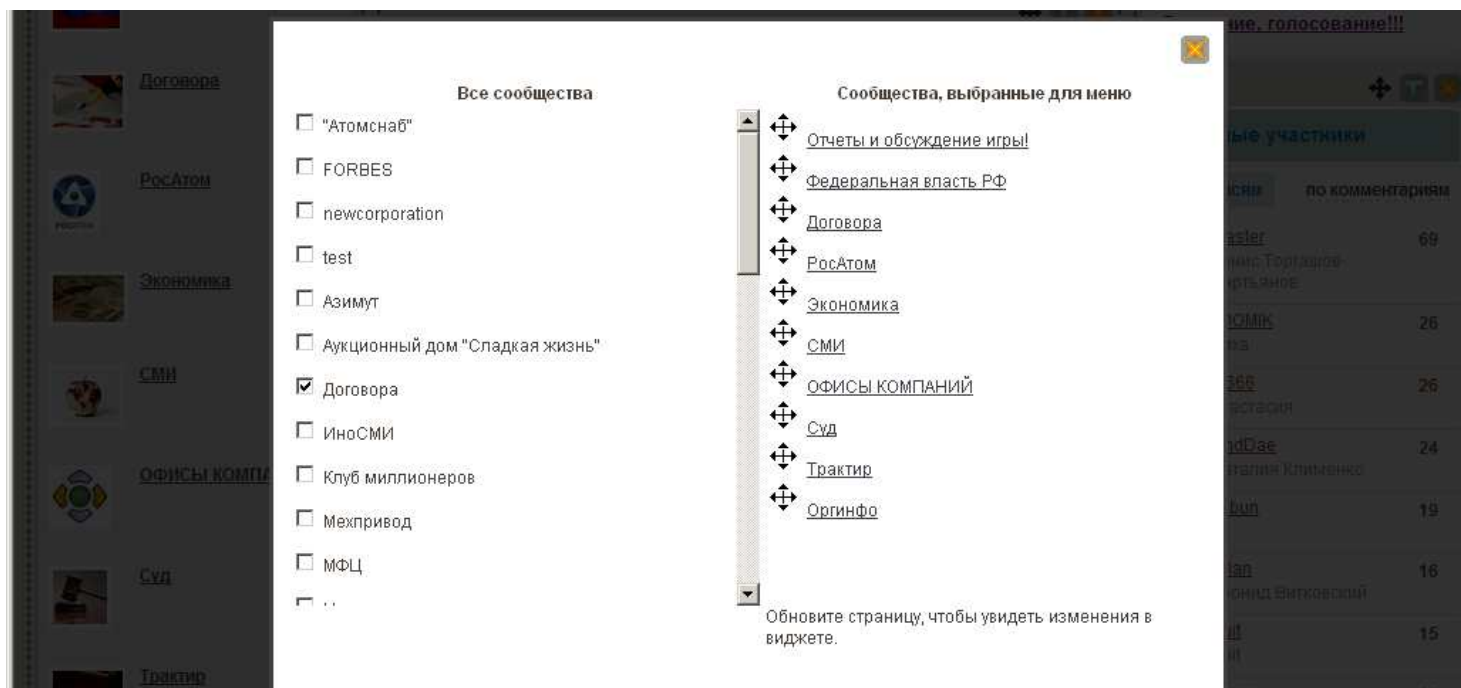 ние, голосование!!!
Договора
РосАтом
Экономика
СМИ
ОФИСЫ КОМПА
Суд
Трактир
Все сообщества
"Атомснаб"
FORBES
newcorporation
test
Азимут
Аукционный дом "Сладкая жизнь"
Договора
ИноСМИ
Клуб миллионеров
Мехпривод
МФЦ
Сообщества, выбранные для меню
Отчеты и обсуждение игры!
Федеральная власть РФ
Договора
РосАтом
Экономика
СМИ
ОФИСЫ КОМПАНИЙ
Суд
Трактир
Оргинфо
Обновите страницу, чтобы увидеть изменения в
виджете.
ные участники
по комментариям
69
26
26
24
19
16
15